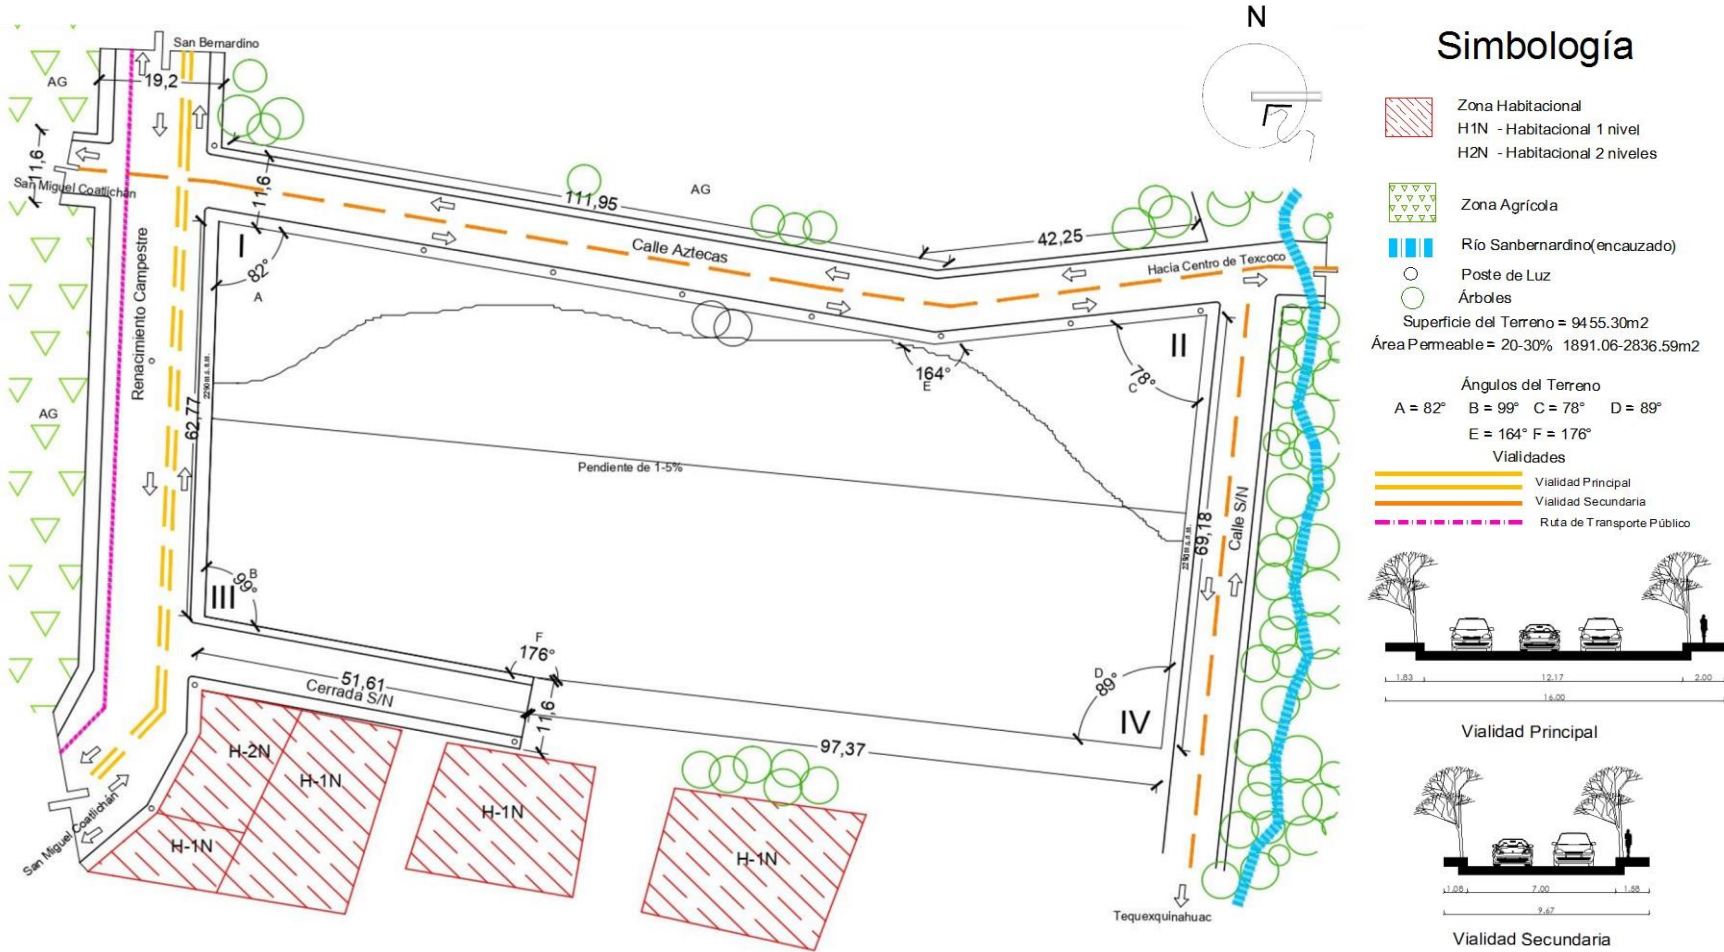 N
Simbología
Zona Habitacional
H1N - Habitacional 1 nivel
H2N - Habitacional 2 niveles
Zona Agrícola
Río Sanbernardino(encauzado)
Poste de Luz
Árboles
Superficie del Terreno = 9455.30m2
Área Permeable = 20-30% 1891.06-2836.59m2
Ángulos del Terreno
A = 82° B = 99° C = 78° D = 89°
E = 164° F = 176°
Vialidades
Vialidad Principal
Vialidad Secundaria
Ruta de Transporte Público
1.83 12.17 2.00
16.00
Vialidad Principal
1.08 7.00 1.58
9.67
Vialidad Secundaria
San Bernardino
AG
19,2
11,6
San Miguel Coatlichán
11,6
111,95
AG
42,25
Calle Aztecas
Hacia Centro de Texcoco
Renacimiento Campestre
I
82°
A
II
78°
C
164°
E
62,77
2290 m.s.n.m.
AG
Pendiente de 1-5%
69,18
2290 m.s.n.m.
Calle S/N
III
99°
B
F
176°
D
89°
IV
51,61
Cerrada S/N
11,6
97,37
H-2N
H-1N
H-1N
H-1N
H-1N
San Miguel Coatlichán
Tequexquinahuac